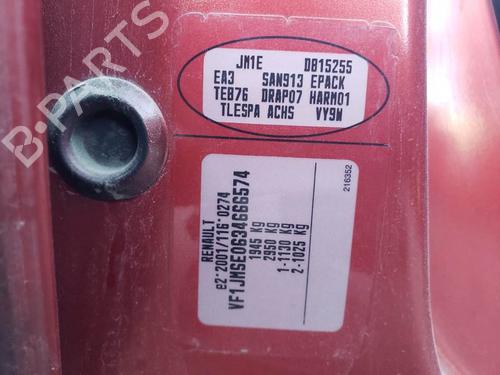 JM1E D815255
EA3 SAN913 EPACK
TEB76 DRAP07 HARM01
TLESPA ACHS VY9N
RENAULT
e2*2001/116*0274
VF1JMSE0634666574
1945 Kg
2950 Kg
1-1130 Kg
2-1025 Kg
216352
B-PARTS